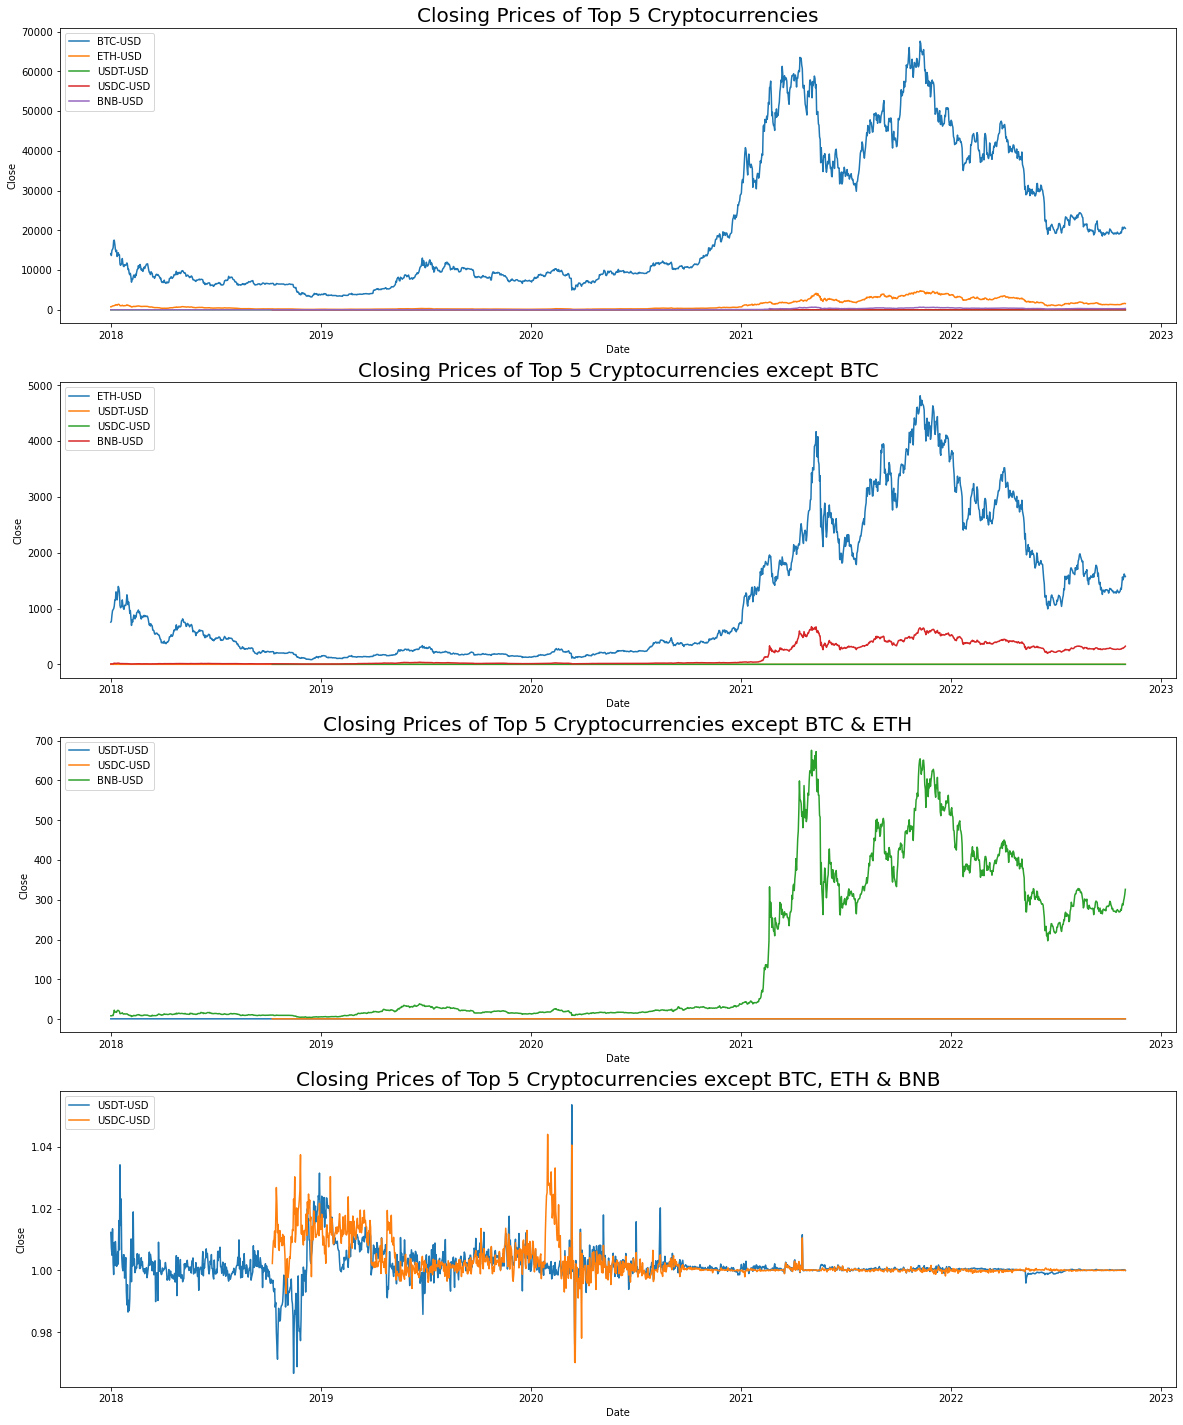 Closing Prices of Top 5 Cryptocurrencies
70000
60000
50000
40000
30000
20000
10000
0
Close
BTC-USD
ETH-USD
USDT-USD
USDC-USD
BNB-USD
2018 2019 2020 2021 2022 2023
Date
Closing Prices of Top 5 Cryptocurrencies except BTC
5000
4000
3000
2000
1000
0
Close
ETH-USD
USDT-USD
USDC-USD
BNB-USD
2018 2019 2020 2021 2022 2023
Date
Closing Prices of Top 5 Cryptocurrencies except BTC & ETH
700
600
500
400
300
200
100
0
Close
USDT-USD
USDC-USD
BNB-USD
2018 2019 2020 2021 2022 2023
Date
Closing Prices of Top 5 Cryptocurrencies except BTC, ETH & BNB
1.04
1.02
1.00
0.98
Close
USDT-USD
USDC-USD
2018 2019 2020 2021 2022 2023
Date